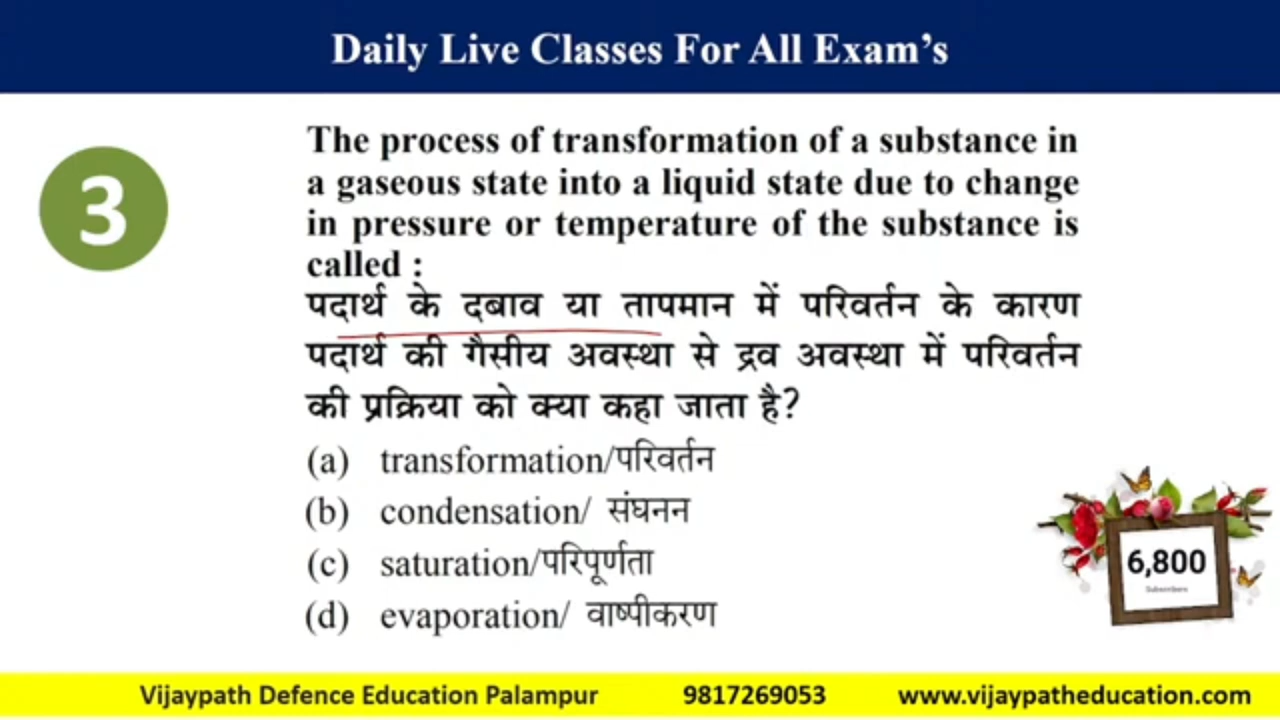 Daily Live Classes For All Exam's
3
The process of transformation of a substance in
a gaseous state into a liquid state due to change
in pressure or temperature of the substance is
called :
पदार्थ के दबाव या तापमान में परिवर्तन के कारण
पदार्थ की गैसीय अवस्था से द्रव अवस्था में परिवर्तन
की प्रक्रिया को क्या कहा जाता है?
(a) transformation/परिवर्तन
(b) condensation/ संघनन
(c) saturation/परिपूर्णता
(d) evaporation/ वाष्पीकरण
6,800
Subscribers
Vijaypath Defence Education Palampur 9817269053 www.vijaypatheducation.com